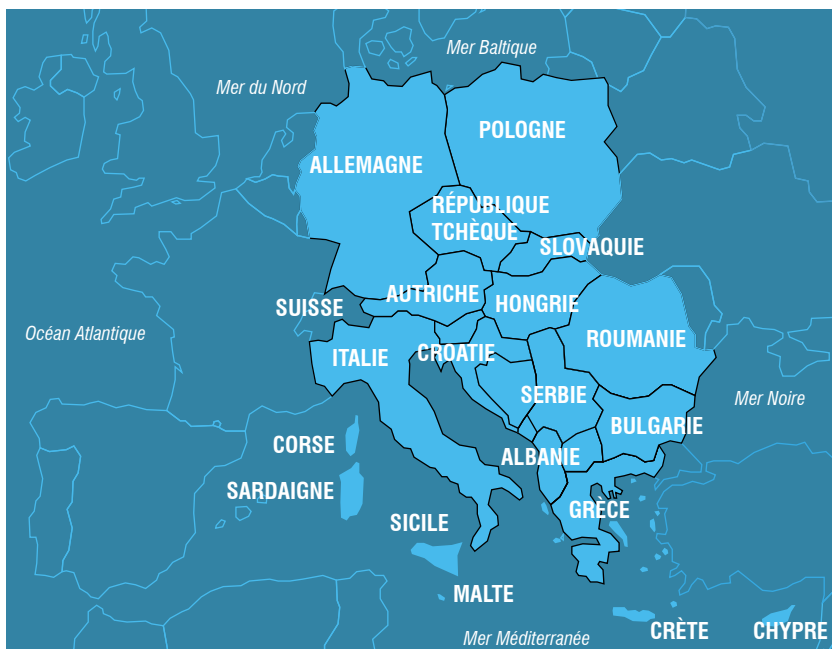 Mer Baltique
Mer du Nord
POLOGNE
ALLEMAGNE
RÉPUBLIQUE
TCHÈQUE
SLOVAQUIE
AUTRICHE
SUISSE
HONGRIE
Océan Atlantique
ROUMANIE
ITALIE
CROATIE
SERBIE
Mer Noire
BULGARIE
CORSE
ALBANIE
SARDAIGNE
GRÈCE
SICILE
MALTE
CRÈTE
CHYPRE
Mer Méditerranée